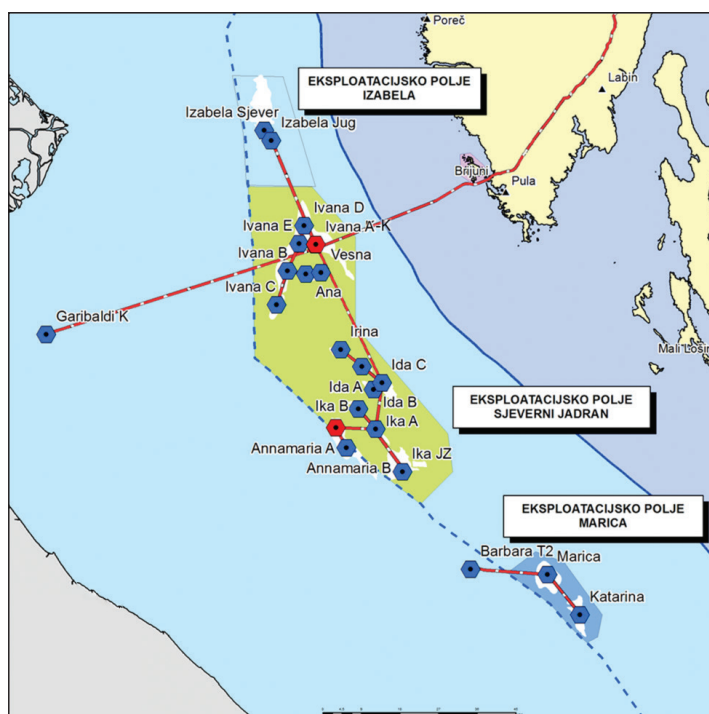 Poreč
EKSPLOATACIJSKO POLJE
IZABELA
Labin
Izabela Sjever
Izabela Jug
Brijuni
Pula
Ivana D
Ivana E
Ivana A
K
Ivana B
Vesna
Ivana C
Ana
Garibaldi K
Irina
Mali Lošinj
Ida C
Ida A
Ida B
Ika B
Ika A
EKSPLOATACIJSKO POLJE
SJEVERNI JADRAN
Annamaria A
Ika JZ
Annamaria B
EKSPLOATACIJSKO POLJE
MARICA
Barbara T2
Marica
Katarina